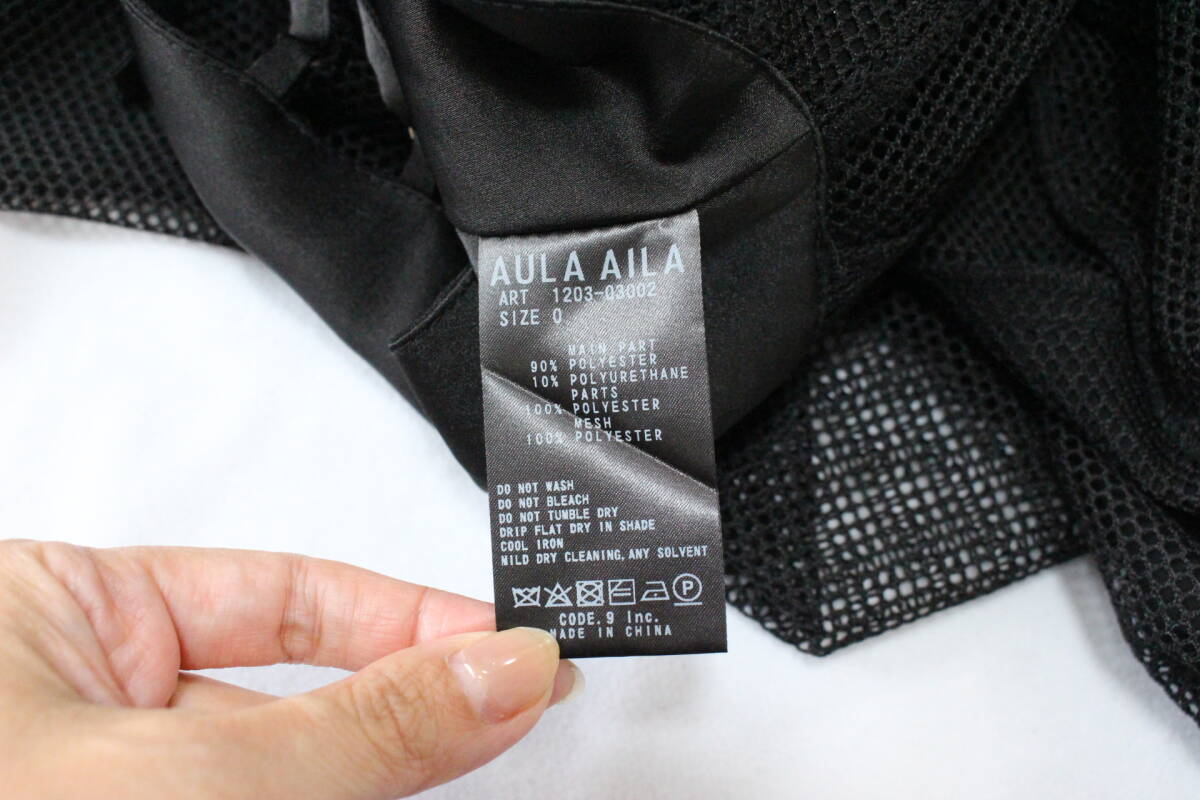 AULA AILA
ART 1203-03002
SIZE 0
MAIN PART
90% POLYESTER
10% POLYURETHANE
PARTS
100% POLYESTER
MESH
100% POLYESTER
DO NOT WASH
DO NOT BLEACH
DO NOT TUMBLE DRY
DRIP FLAT DRY IN SHADE
COOL IRON
MILD DRY CLEANING, ANY SOLVENT
P
CODE. 9 Inc.
MADE IN CHINA